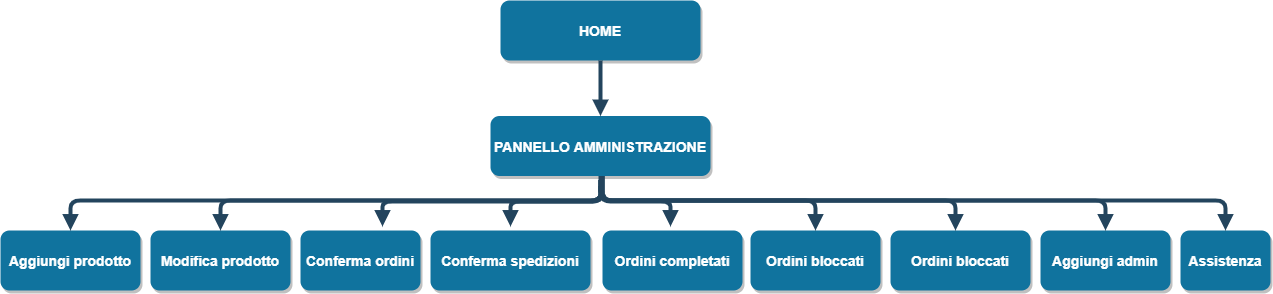 HOME
PANNELLO AMMINISTRAZIONE
Aggiungi prodotto
Modifica prodotto
Conferma ordini
Conferma spedizioni
Ordini completati
Ordini bloccati
Ordini bloccati
Aggiungi admin
Assistenza